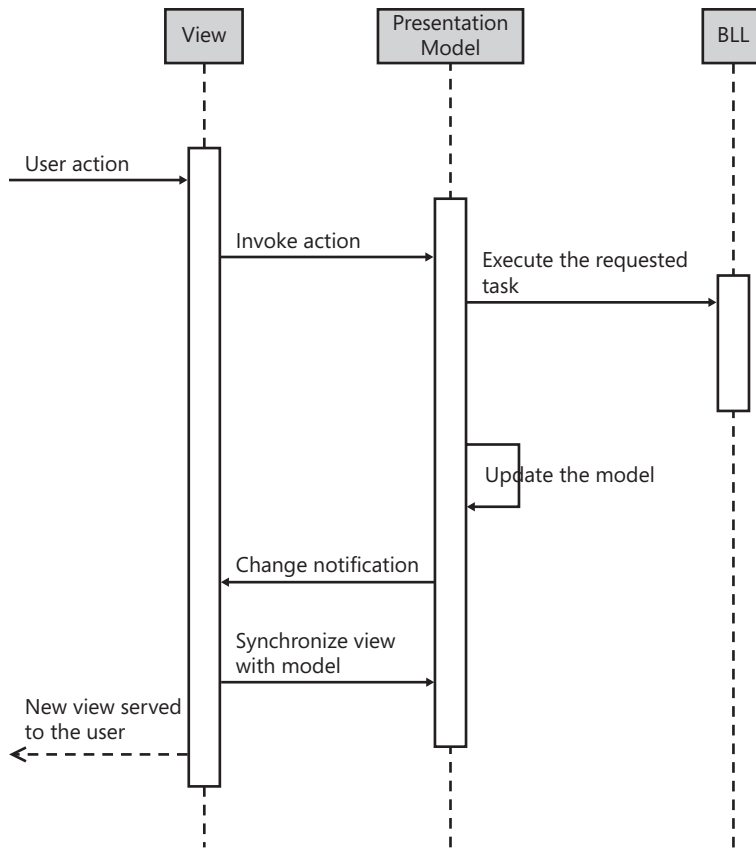 View
Presentation
Model
BLL
User action
Invoke action
Execute the requested
task
Update the model
Change notification
Synchronize view
with model
New view served
to the user